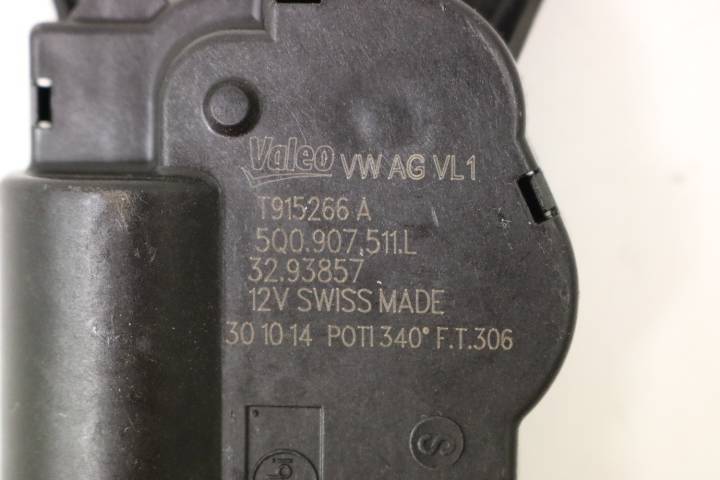 Valeo VW AG VL1
T915266 A
5Q0.907.511.L
32.93857
12V SWISS MADE
30 10 14 POTI 340° F.T.306
S